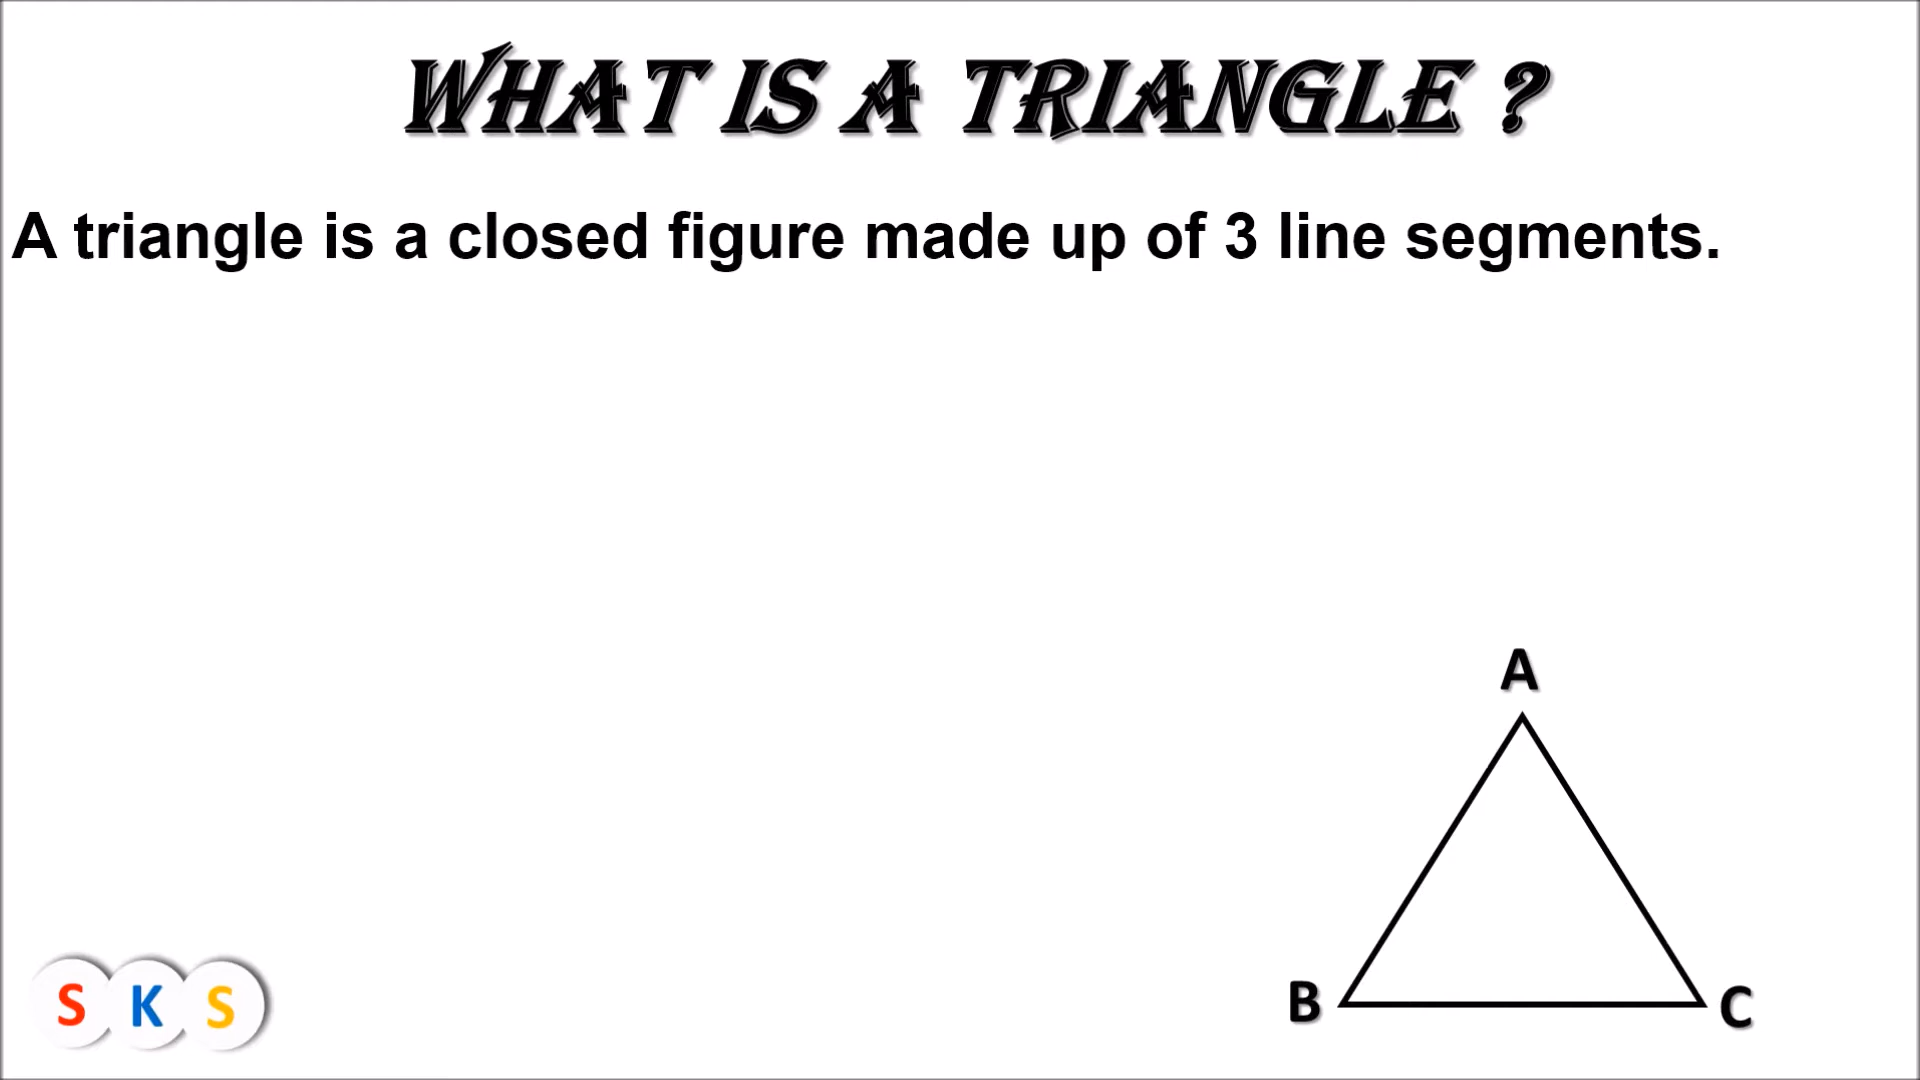 WHAT IS A TRIANGLE ?
A triangle is a closed figure made up of 3 line segments.
A
B
C
S K S